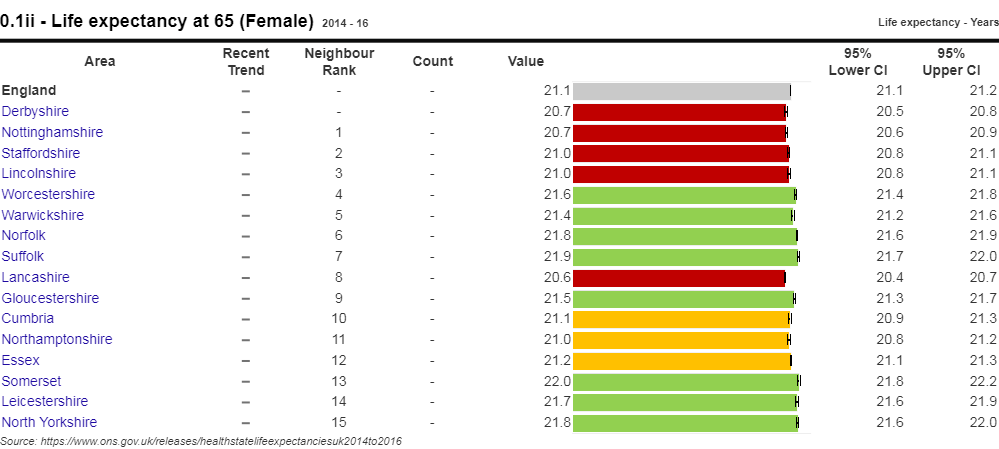 0.1ii - Life expectancy at 65 (Female) 2014 - 16 Life expectancy - Years
Area Recent Trend Neighbour Rank Count Value 95% Lower CI 95% Upper CI
England – - - 21.1 21.1 21.2
Derbyshire – - - 20.7 20.5 20.8
Nottinghamshire – 1 - 20.7 20.6 20.9
Staffordshire – 2 - 21.0 20.8 21.1
Lincolnshire – 3 - 21.0 20.8 21.1
Worcestershire – 4 - 21.6 21.4 21.8
Warwickshire – 5 - 21.4 21.2 21.6
Norfolk – 6 - 21.8 21.6 21.9
Suffolk – 7 - 21.9 21.7 22.0
Lancashire – 8 - 20.6 20.4 20.7
Gloucestershire – 9 - 21.5 21.3 21.7
Cumbria – 10 - 21.1 20.9 21.3
Northamptonshire – 11 - 21.0 20.8 21.2
Essex – 12 - 21.2 21.1 21.3
Somerset – 13 - 22.0 21.8 22.2
Leicestershire – 14 - 21.7 21.6 21.9
North Yorkshire – 15 - 21.8 21.6 22.0
Source: https://www.ons.gov.uk/releases/healthstatelifeexpectanciesuk2014to2016